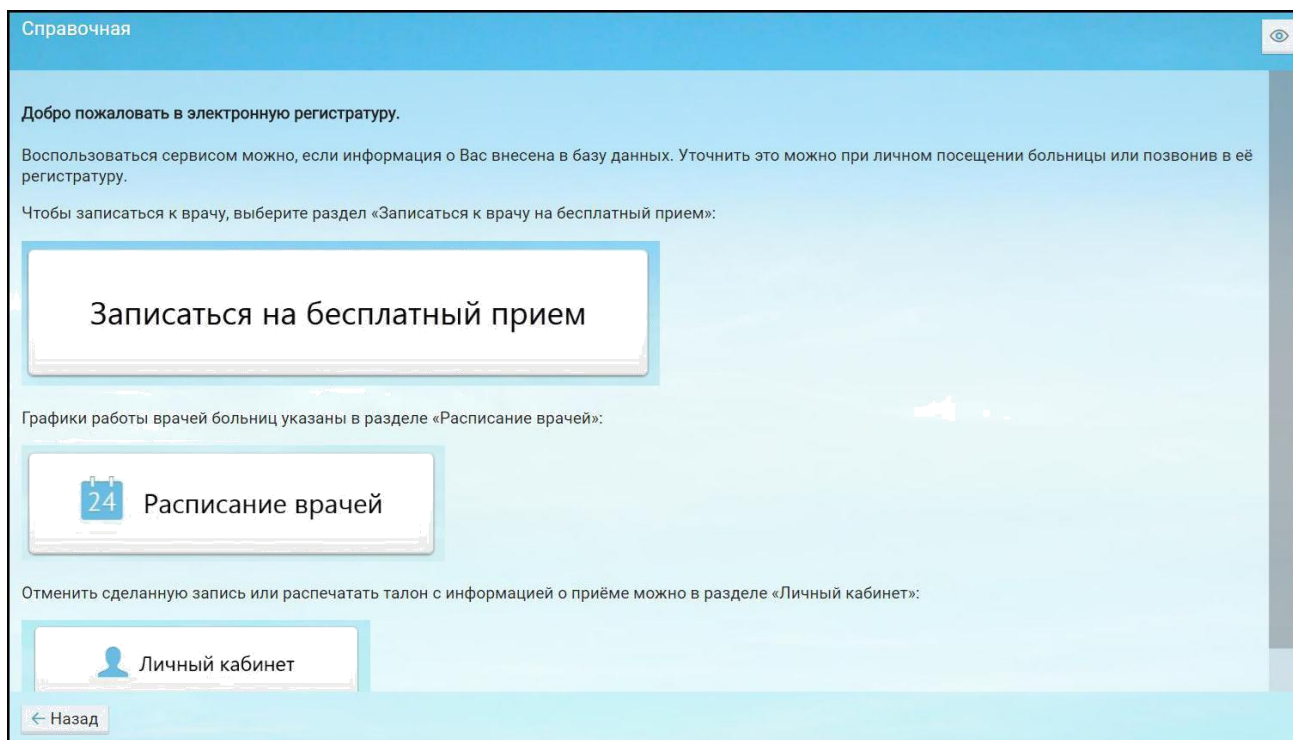 Справочная
Добро пожаловать в электронную регистратуру.
Воспользоваться сервисом можно, если информация о Вас внесена в базу данных. Уточнить это можно при личном посещении больницы или позвонив в её
регистратуру.
Чтобы записаться к врачу, выберите раздел «Записаться к врачу на бесплатный прием»:
Записаться на бесплатный прием
Графики работы врачей больниц указаны в разделе «Расписание врачей»:
24 Расписание врачей
Отменить сделанную запись или распечатать талон с информацией о приёме можно в разделе «Личный кабинет»:
Личный кабинет
← Назад